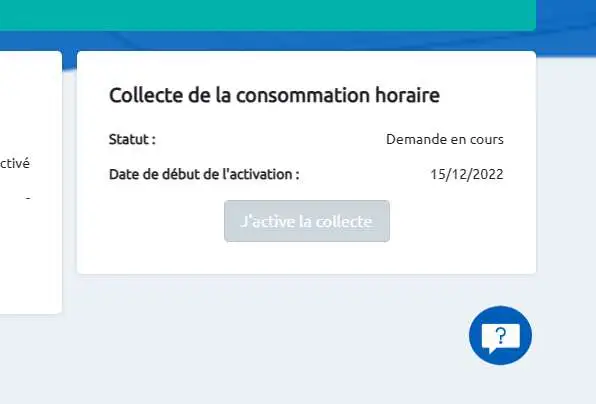 Collecte de la consommation horaire
Statut : Demande en cours
ctivé
Date de début de l'activation : 15/12/2022
-
J'active la collecte
?